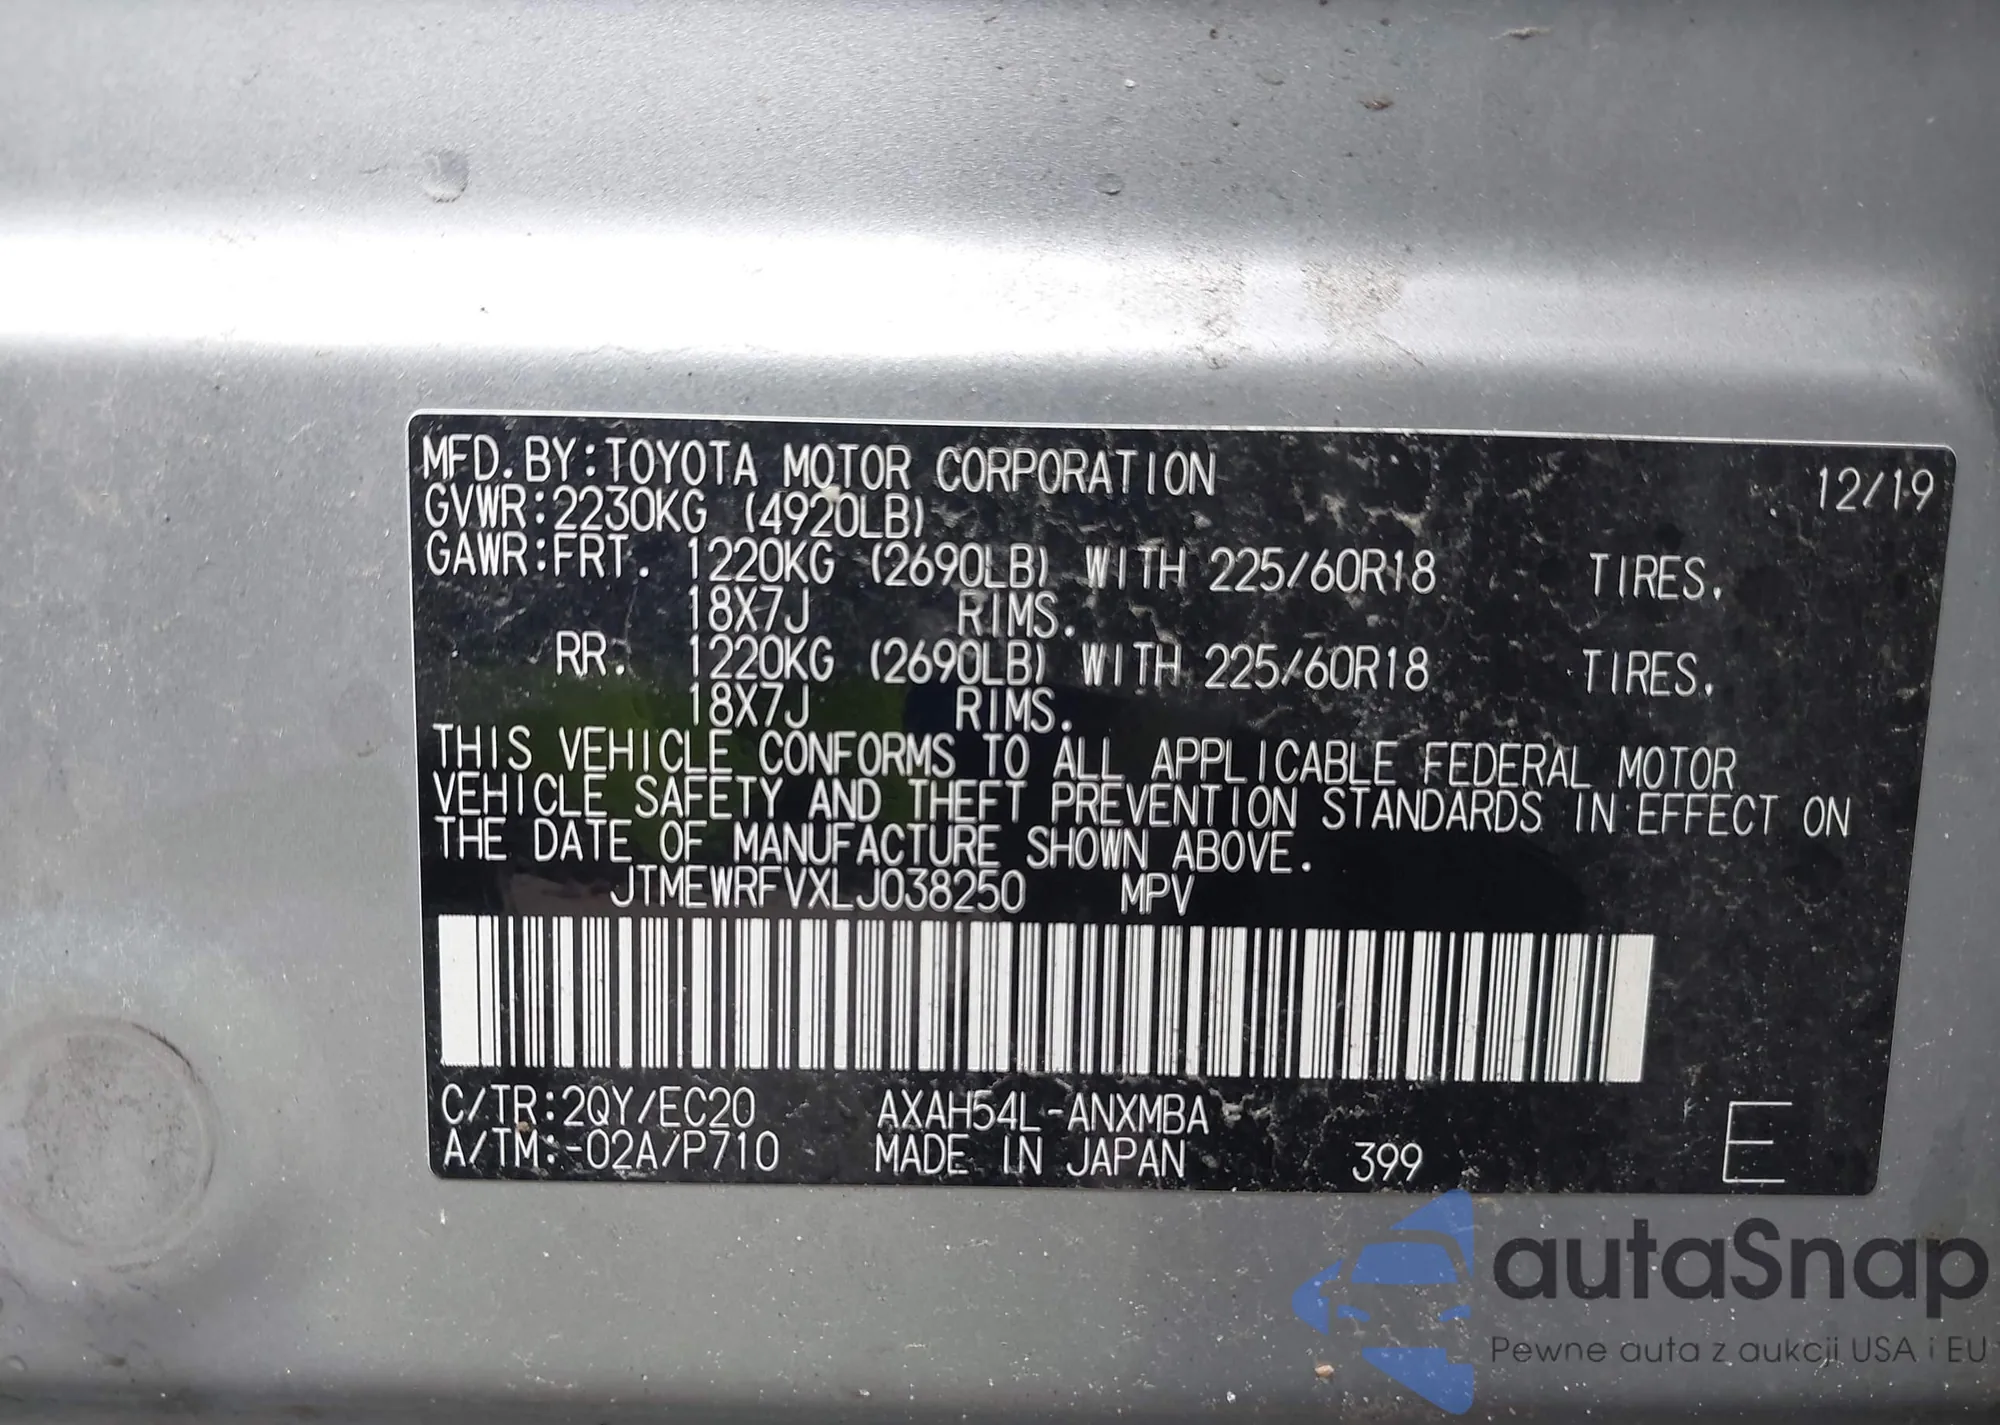 MFD. BY: TOYOTA MOTOR CORPORATION 12/19
GVWR: 2230KG (4920LB)
GAWR: FRT. 1220KG (2690LB) WITH 225/60R18 TIRES.
18X7J RIMS.
RR. 1220KG (2690LB) WITH 225/60R18 TIRES.
18X7J RIMS.
THIS VEHICLE CONFORMS TO ALL APPLICABLE FEDERAL MOTOR
VEHICLE SAFETY AND THEFT PREVENTION STANDARDS IN EFFECT ON
THE DATE OF MANUFACTURE SHOWN ABOVE.
JTMEWRFVXLJ038250 MPV
C/TR: 2QY/EC20 AXAH54L-ANXMBA
A/TM: -02A/P710 MADE IN JAPAN 399 E
autaSnap
Pewne auta z aukcji USA i EU